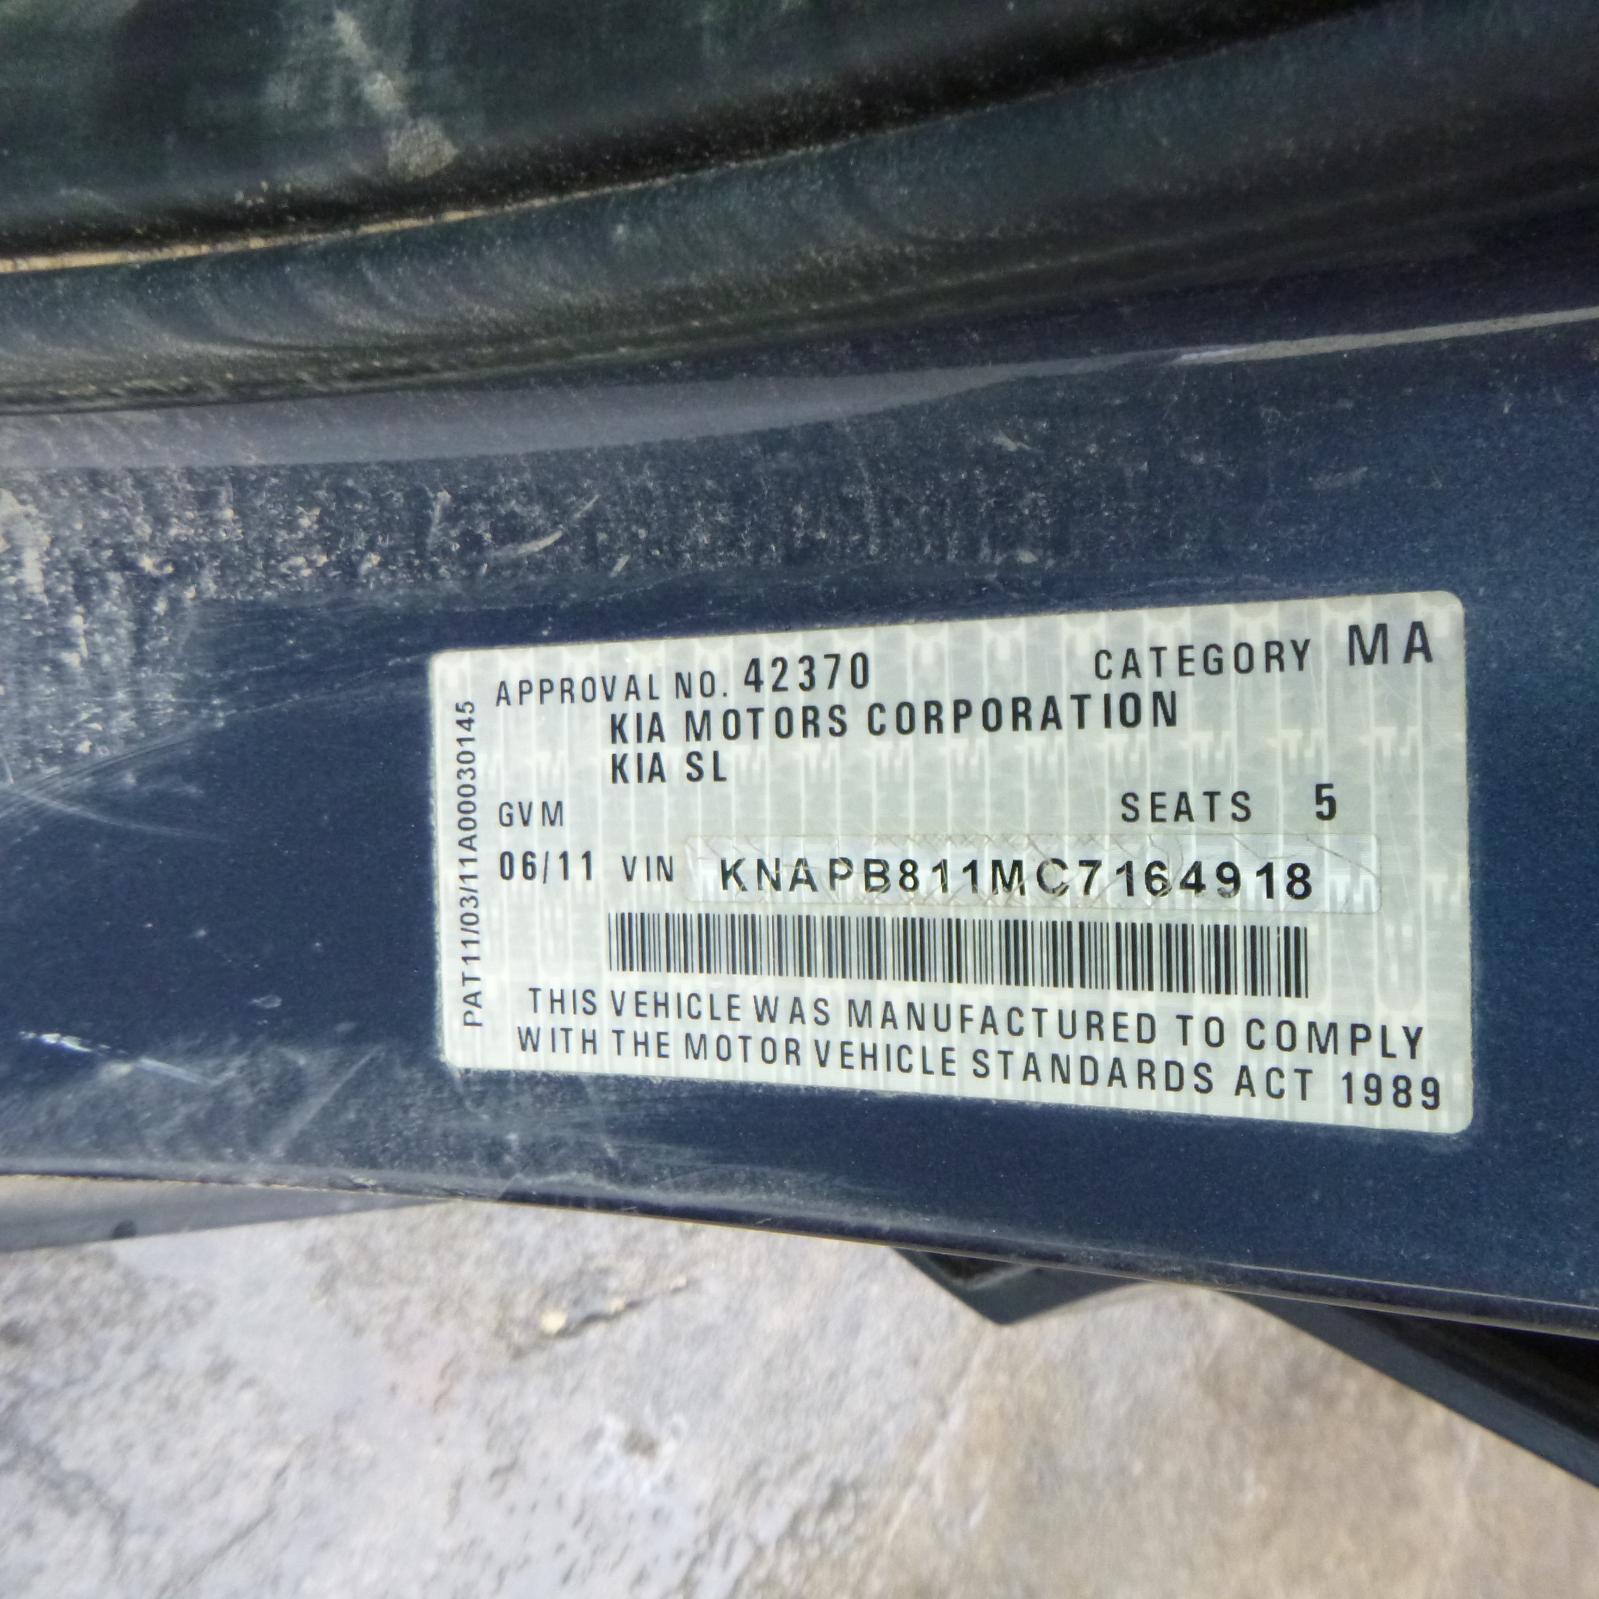 APPROVAL NO. 42370 CATEGORY MA
KIA MOTORS CORPORATION
KIA SL
GVM SEATS 5
06/11 VIN KNAPB811MC7164918
THIS VEHICLE WAS MANUFACTURED TO COMPLY
WITH THE MOTOR VEHICLE STANDARDS ACT 1989
PAT11/03/11A00030145